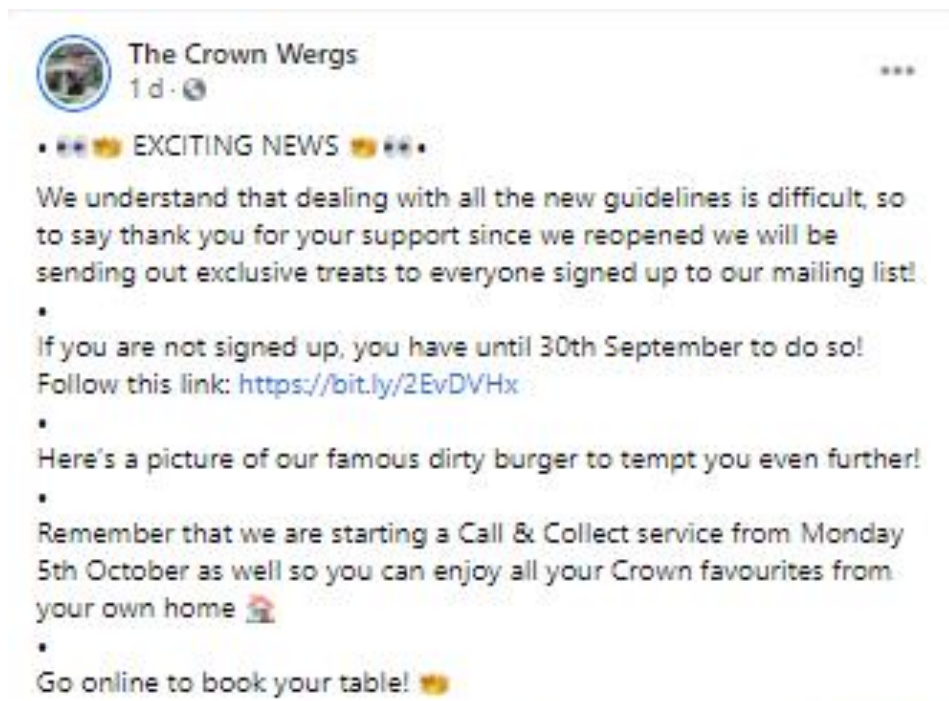 The Crown Wergs
1 d ·
• 👀👏 EXCITING NEWS 👏👀 •
We understand that dealing with all the new guidelines is difficult, so
to say thank you for your support since we reopened we will be
sending out exclusive treats to everyone signed up to our mailing list!
•
If you are not signed up, you have until 30th September to do so!
Follow this link: https://bit.ly/2EvDVHx
•
Here's a picture of our famous dirty burger to tempt you even further!
•
Remember that we are starting a Call & Collect service from Monday
5th October as well so you can enjoy all your Crown favourites from
your own home 🏠
•
Go online to book your table! 👏